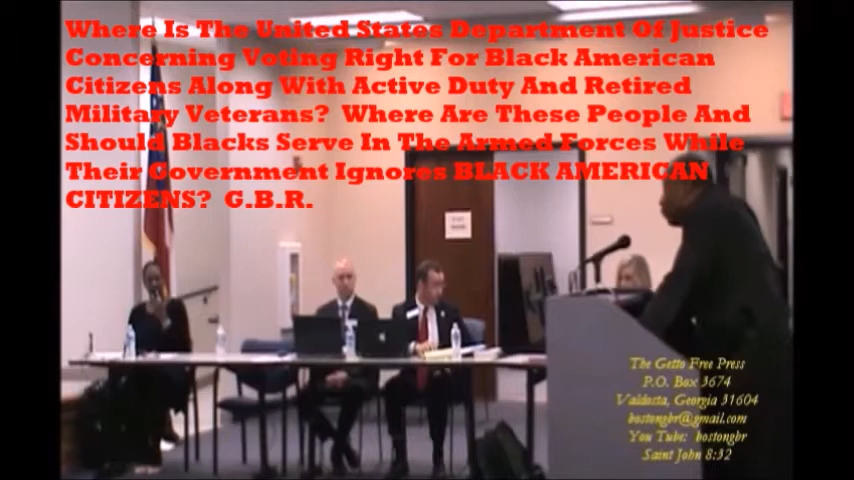 Where Is The United States Department Of Justice
Concerning Voting Right For Black American
Citizens Along With Active Duty And Retired
Military Veterans?  Where Are These People And
Should Blacks Serve In The Armed Forces While
Their Government Ignores BLACK AMERICAN
CITIZENS?  G.B.R.
The Getto Free Press
P.O. Box 3674
Valdosta, Georgia 31604
bostongbr@gmail.com
You Tube:  bostongbr
Saint John 8:32